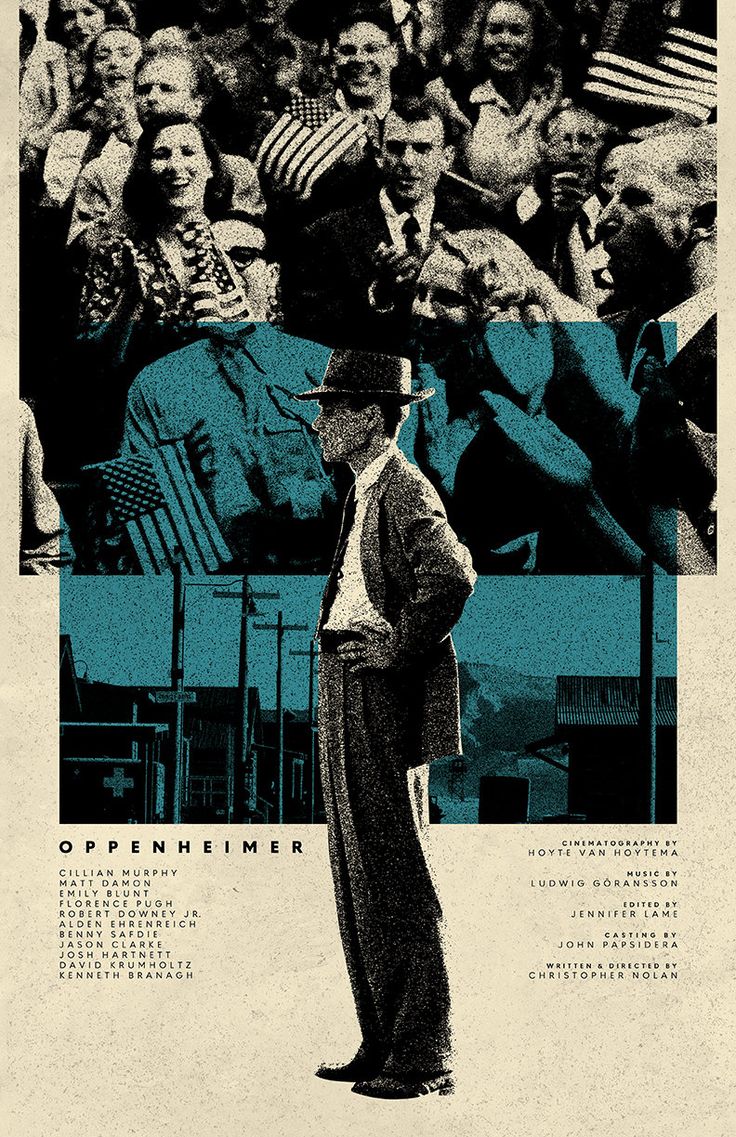 OPPENHEIMER
CILLIAN MURPHY
MATT DAMON
EMILY BLUNT
FLORENCE PUGH
ROBERT DOWNEY JR.
ALDEN EHRENREICH
BENNY SAFDIE
JASON CLARKE
JOSH HARTNETT
DAVID KRUMHOLTZ
KENNETH BRANAGH
CINEMATOGRAPHY BY
HOYTE VAN HOYTEMA
MUSIC BY
LUDWIG GÖRANSSON
EDITED BY
JENNIFER LAME
CASTING BY
JOHN PAPSIDERA
WRITTEN & DIRECTED BY
CHRISTOPHER NOLAN